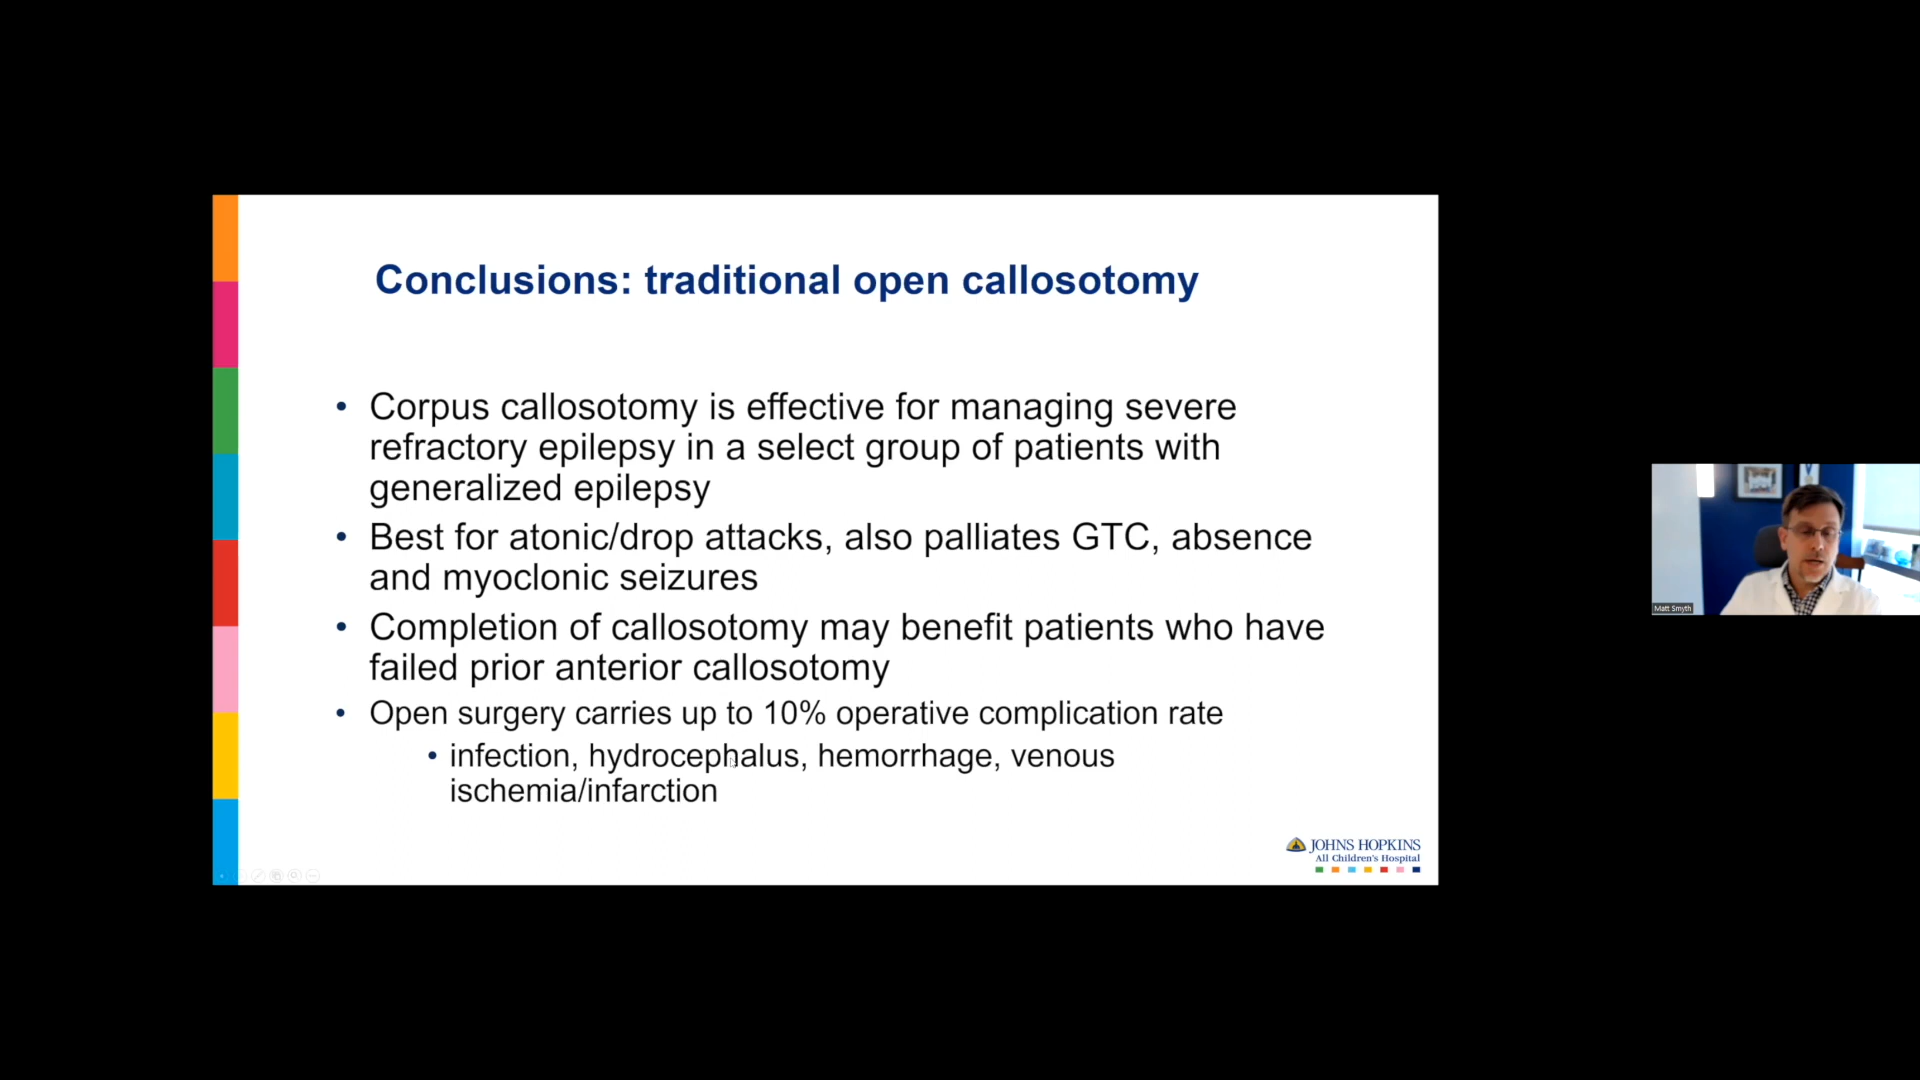 Conclusions: traditional open callosotomy
• Corpus callosotomy is effective for managing severe
refractory epilepsy in a select group of patients with
generalized epilepsy
• Best for atonic/drop attacks, also palliates GTC, absence
and myoclonic seizures
• Completion of callosotomy may benefit patients who have
failed prior anterior callosotomy
• Open surgery carries up to 10% operative complication rate
• infection, hydrocephalus, hemorrhage, venous
ischemia/infarction
JOHNS HOPKINS
All Children's Hospital
Matt Smyth